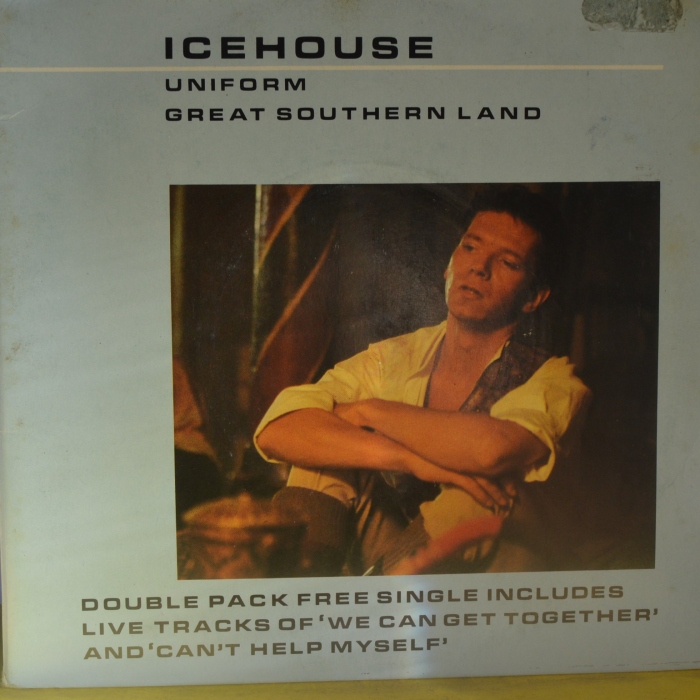 ICEHOUSE
UNIFORM
GREAT SOUTHERN LAND
DOUBLE PACK FREE SINGLE INCLUDES
LIVE TRACKS OF 'WE CAN GET TOGETHER'
AND 'CAN'T HELP MYSELF'